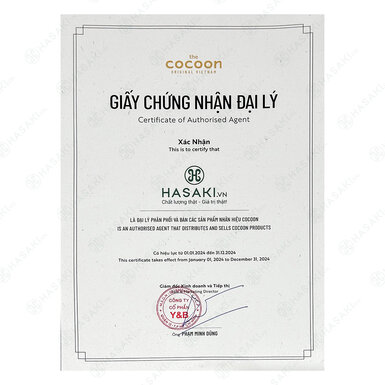 the
cocoon
ORIGINAL VIETNAM
GIẤY CHỨNG NHẬN ĐẠI LÝ
Certificate of Authorised Agent
Xác Nhận
This is to certify that
HASAKI.VN
Chất lượng thật - Giá trị thật!
LÀ ĐẠI LÝ PHÂN PHỐI VÀ BÁN CÁC SẢN PHẨM NHÃN HIỆU COCOON
IS AN AUTHORISED AGENT THAT DISTRIBUTES AND SELLS COCOON PRODUCTS
Có hiệu lực từ 01.01.2024 đến 31.12.2024
This certificate takes effect from January 01, 2024 to December 31, 2024
Giám đốc Kinh doanh và Tiếp thị
Marketing Director
CÔNG TY
CỔ PHẦN
Y&B
Ông PHẠM MINH DŨNG